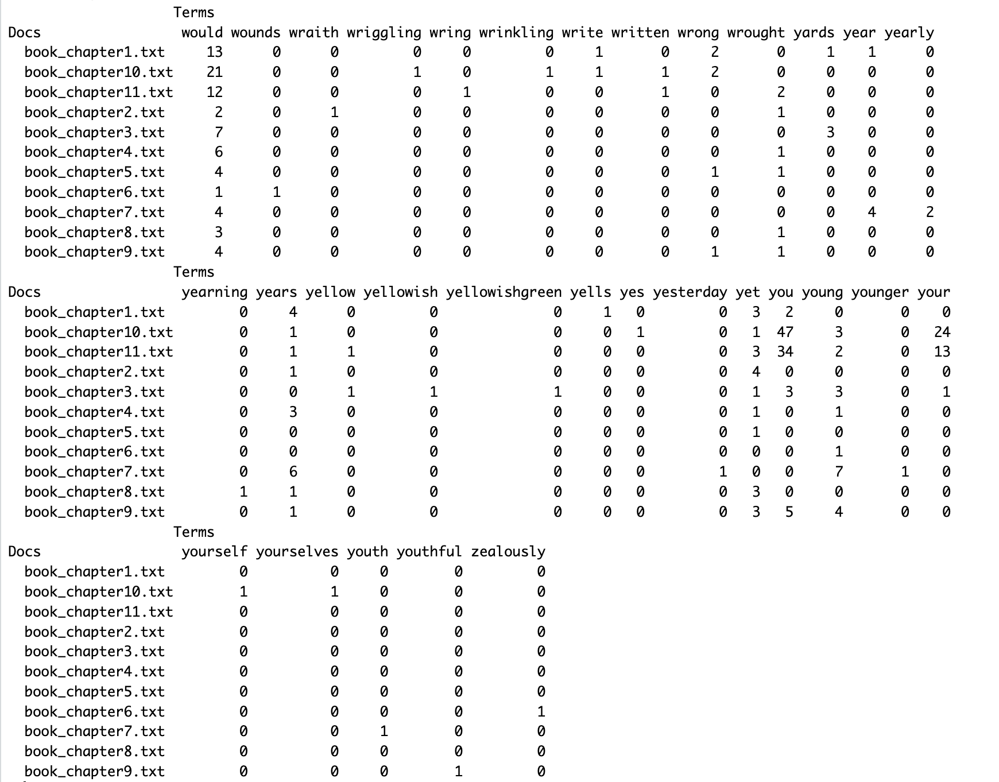 Terms
Docs would wounds wraith wriggling wring wrinkling write written wrong wrought yards year yearly
book_chapter1.txt 13 0 0 0 0 0 1 0 2 0 1 1 0
book_chapter10.txt 21 0 0 1 0 1 1 1 2 0 0 0 0
book_chapter11.txt 12 0 0 0 1 0 0 1 0 2 0 0 0
book_chapter2.txt 2 0 1 0 0 0 0 0 0 1 0 0 0
book_chapter3.txt 7 0 0 0 0 0 0 0 0 0 3 0 0
book_chapter4.txt 6 0 0 0 0 0 0 0 0 1 0 0 0
book_chapter5.txt 4 0 0 0 0 0 0 0 1 1 0 0 0
book_chapter6.txt 1 1 0 0 0 0 0 0 0 0 0 0 0
book_chapter7.txt 4 0 0 0 0 0 0 0 0 0 0 4 2
book_chapter8.txt 3 0 0 0 0 0 0 0 0 1 0 0 0
book_chapter9.txt 4 0 0 0 0 0 0 0 1 1 0 0 0
Terms
Docs yearning years yellow yellowish yellowishgreen yells yes yesterday yet you young younger your
book_chapter1.txt 0 4 0 0 0 1 0 0 3 2 0 0 0
book_chapter10.txt 0 1 0 0 0 0 1 0 1 47 3 0 24
book_chapter11.txt 0 1 1 0 0 0 0 0 3 34 2 0 13
book_chapter2.txt 0 1 0 0 0 0 0 0 4 0 0 0 0
book_chapter3.txt 0 0 1 1 1 0 0 0 1 3 3 0 1
book_chapter4.txt 0 3 0 0 0 0 0 0 1 0 1 0 0
book_chapter5.txt 0 0 0 0 0 0 0 0 1 0 0 0 0
book_chapter6.txt 0 0 0 0 0 0 0 0 0 0 1 0 0
book_chapter7.txt 0 6 0 0 0 0 0 1 0 0 7 1 0
book_chapter8.txt 1 1 0 0 0 0 0 0 3 0 0 0 0
book_chapter9.txt 0 1 0 0 0 0 0 0 3 5 4 0 0
Terms
Docs yourself yourselves youth youthful zealously
book_chapter1.txt 0 0 0 0 0
book_chapter10.txt 1 1 0 0 0
book_chapter11.txt 0 0 0 0 0
book_chapter2.txt 0 0 0 0 0
book_chapter3.txt 0 0 0 0 0
book_chapter4.txt 0 0 0 0 0
book_chapter5.txt 0 0 0 0 0
book_chapter6.txt 0 0 0 0 1
book_chapter7.txt 0 0 1 0 0
book_chapter8.txt 0 0 0 0 0
book_chapter9.txt 0 0 0 1 0